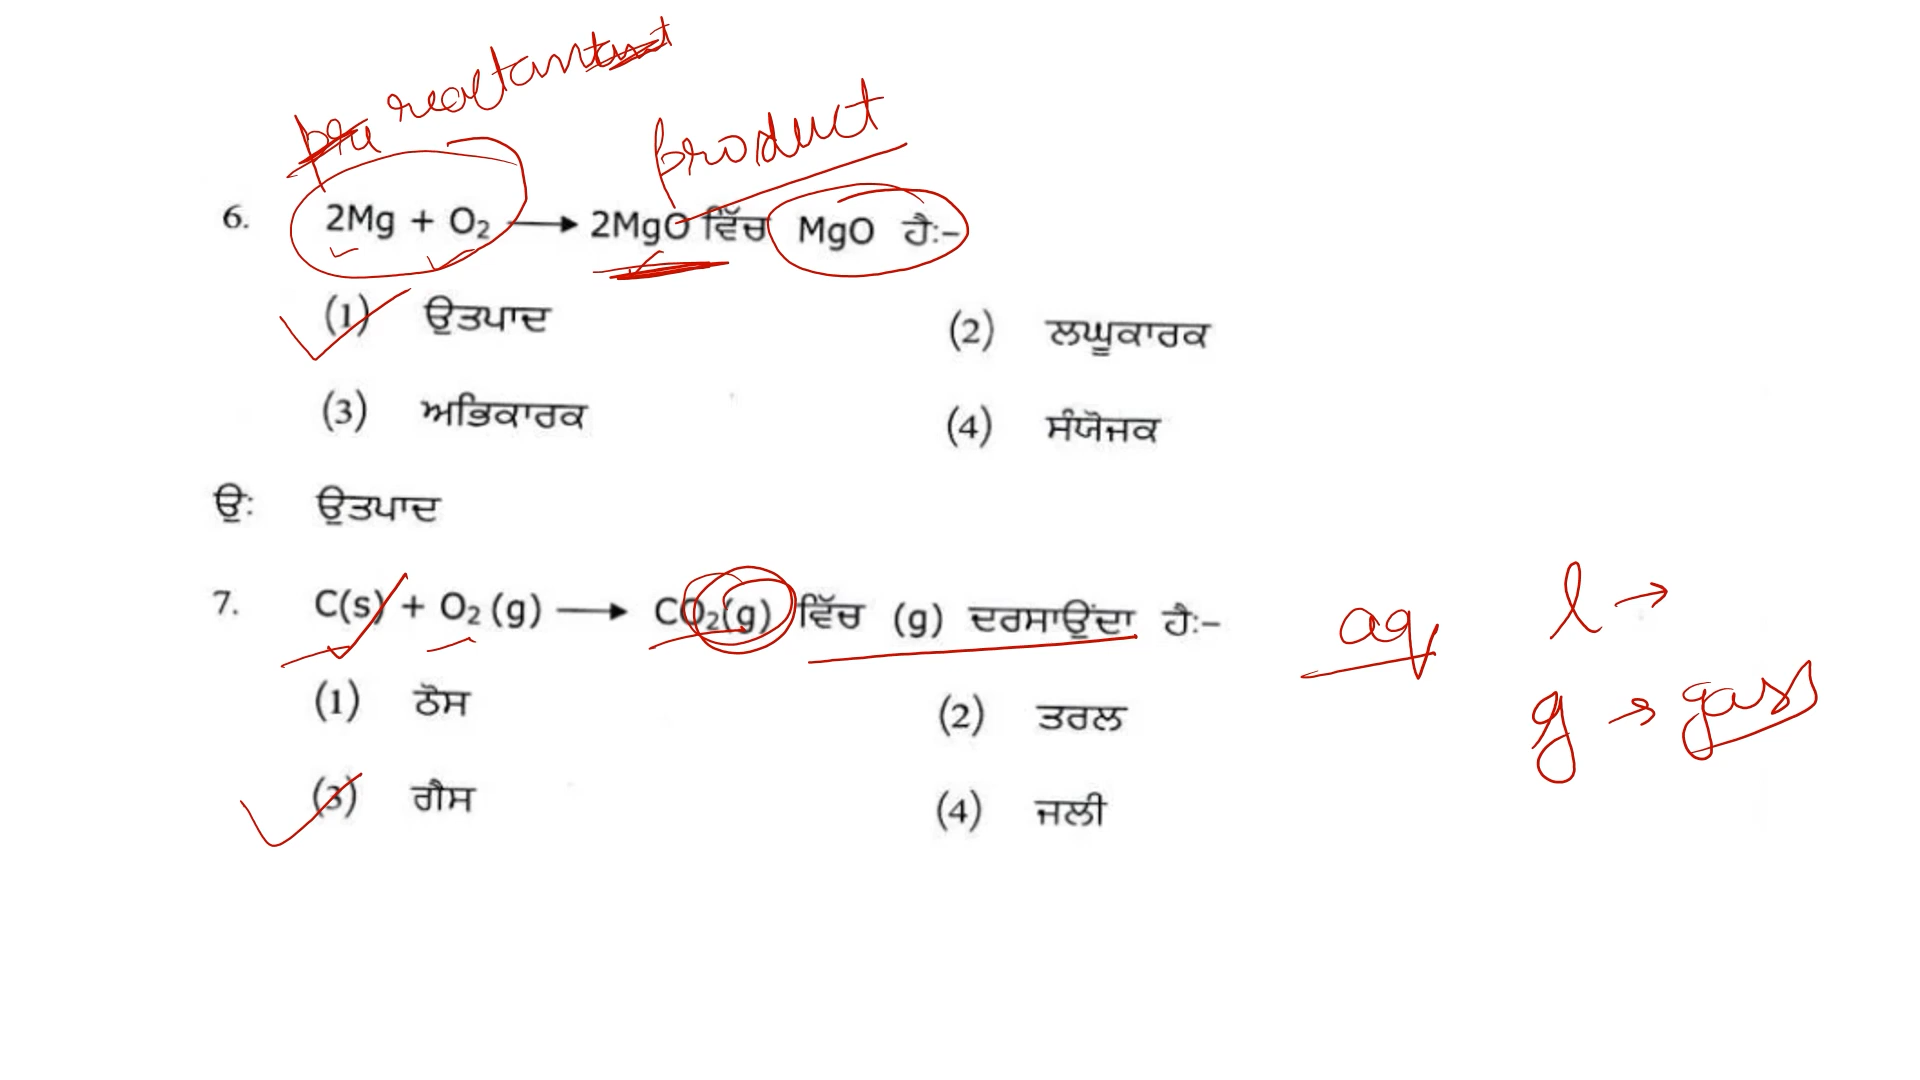 reactant
product
6. 2Mg + O₂ ⟶ 2MgO ਵਿੱਚ MgO ਹੈ:–
(1) ਉਤਪਾਦ (2) ਲਘੂਕਾਰਕ
(3) ਅਭਿਕਾਰਕ (4) ਸੰਯੋਜਕ
ਉ: ਉਤਪਾਦ
7. C(s) + O₂ (g) ⟶ CO₂(g) ਵਿੱਚ (g) ਦਰਸਾਉਂਦਾ ਹੈ:–
aq
l →
g → gass
(1) ਠੋਸ (2) ਤਰਲ
(3) ਗੈਸ (4) ਜਲੀ